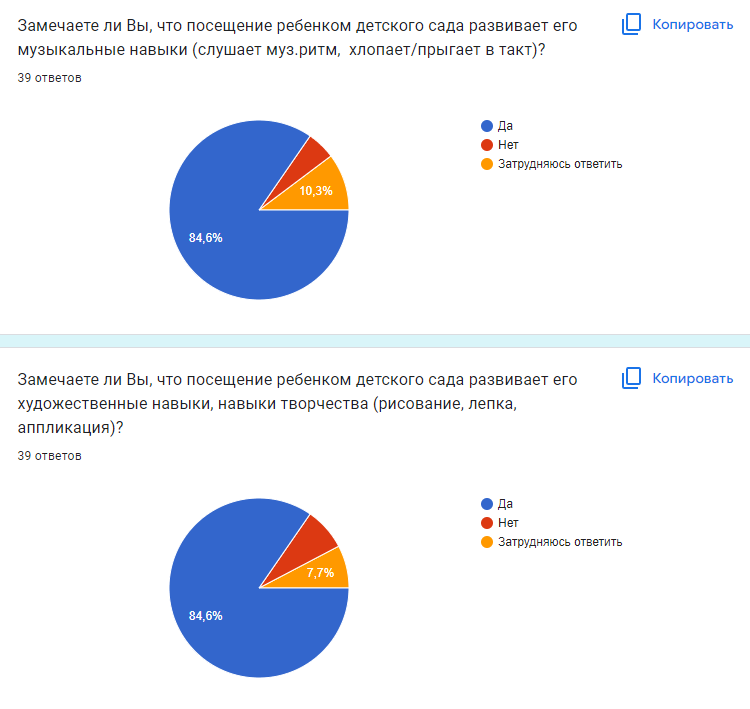 Замечаете ли Вы, что посещение ребенком детского сада развивает его
музыкальные навыки (слушает муз.ритм, хлопает/прыгает в такт)?
Копировать
39 ответов
Да
Нет
Затрудняюсь ответить
10,3%
84,6%
Замечаете ли Вы, что посещение ребенком детского сада развивает его
художественные навыки, навыки творчества (рисование, лепка,
аппликация)?
Копировать
39 ответов
Да
Нет
Затрудняюсь ответить
7,7%
84,6%